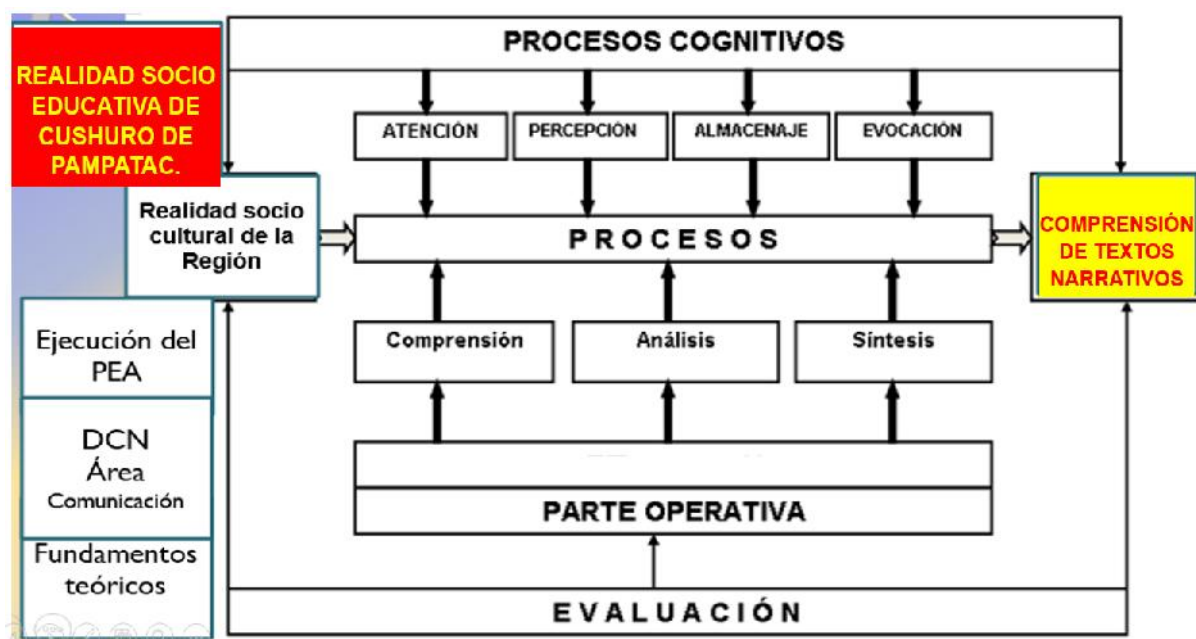 PROCESOS COGNITIVOS
REALIDAD SOCIO
EDUCATIVA DE
CUSHURO DE
PAMPATAC.
ATENCIÓN
PERCEPCIÓN
ALMACENAJE
EVOCACIÓN
Realidad socio
cultural de la
Región
PROCESOS
COMPRENSIÓN
DE TEXTOS
NARRATIVOS
Ejecución del
PEA
Comprensión
Análisis
Síntesis
DCN
Área
Comunicación
PARTE OPERATIVA
Fundamentos
teóricos
EVALUACIÓN